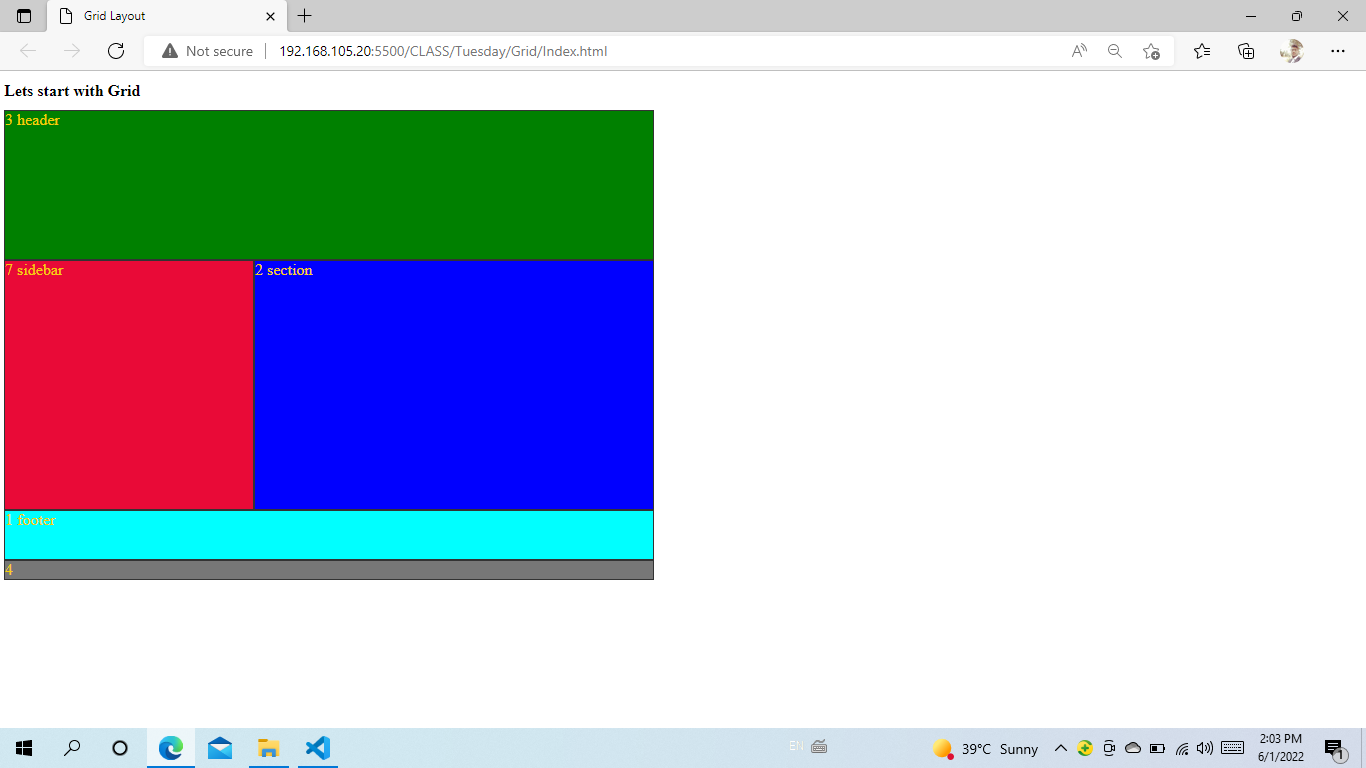 Grid Layout
Not secure
192.168.105.20:5500/CLASS/Tuesday/Grid/Index.html
Lets start with Grid
3 header
7 sidebar
2 section
1 footer
4
EN
39°C Sunny
2:03 PM
6/1/2022
1